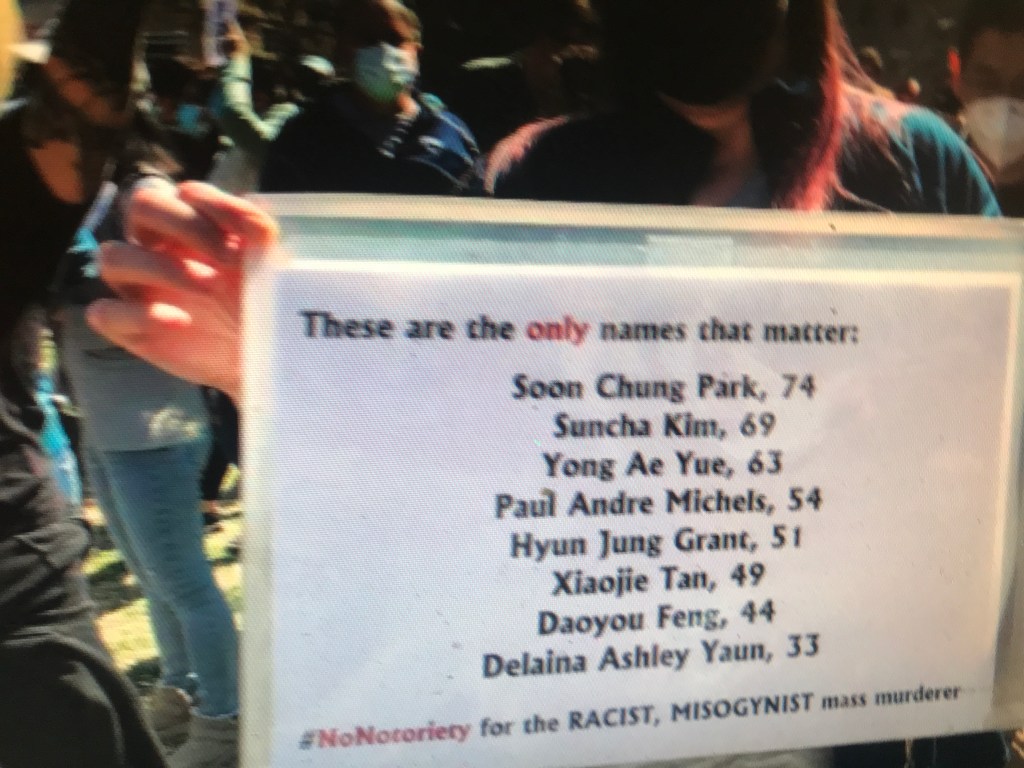 These are the only names that matter:
Soon Chung Park, 74
Suncha Kim, 69
Yong Ae Yue, 63
Paul Andre Michels, 54
Hyun Jung Grant, 51
Xiaojie Tan, 49
Daoyou Feng, 44
Delaina Ashley Yaun, 33
#NoNotoriety for the RACIST, MISOGYNIST mass murderer